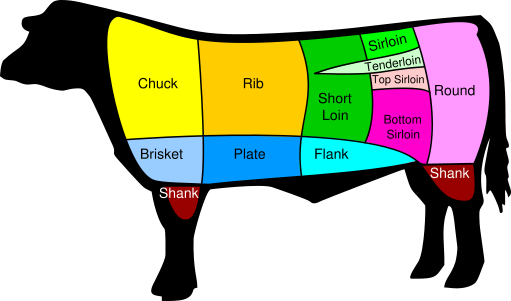 Sirloin
Tenderloin
Top Sirloin
Chuck
Rib
Round
Short
Loin
Bottom
Sirloin
Brisket
Plate
Flank
Shank
Shank